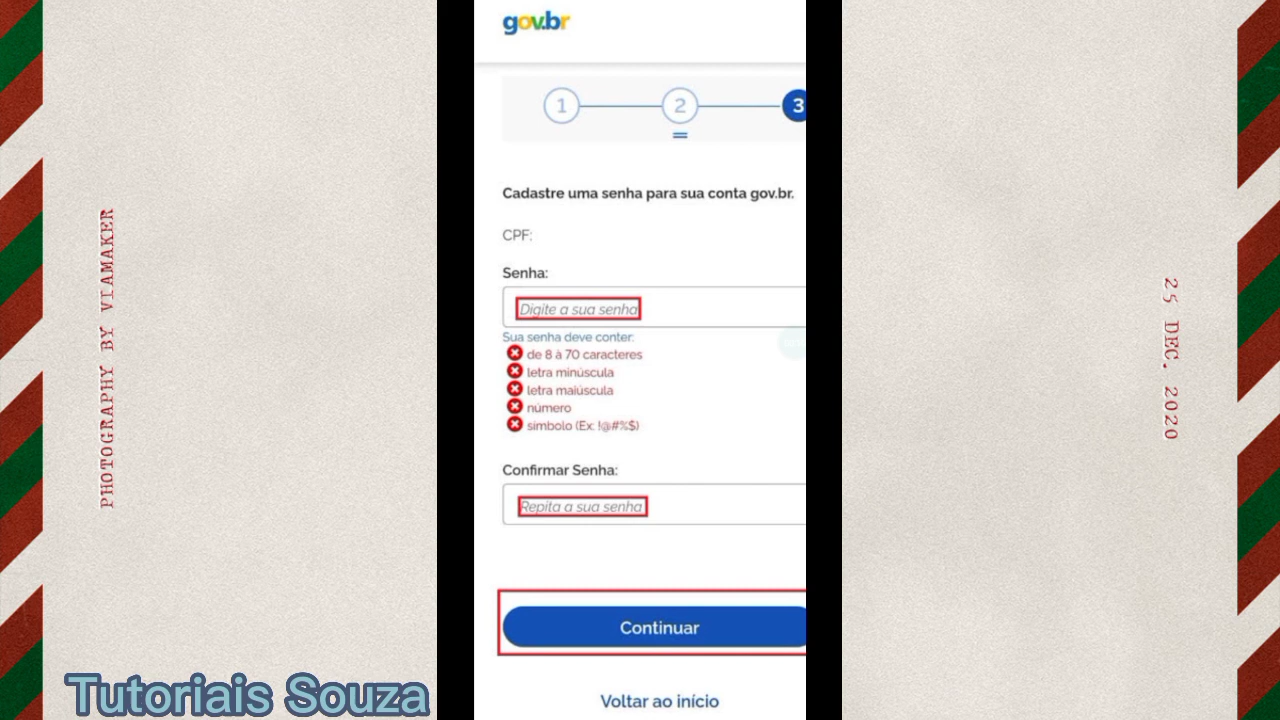 gov.br
1
2
3
Cadastre uma senha para sua conta gov.br.
CPF:
Senha:
Digite a sua senha
Sua senha deve conter:
de 8 à 70 caracteres
letra minúscula
letra maiúscula
número
símbolo (Ex: !@#%$)
Confirmar Senha:
Repita a sua senha
Continuar
Voltar ao início
PHOTOGRAPHY BY VIAMAKER
25 DEC. 2020
Tutoriais Souza